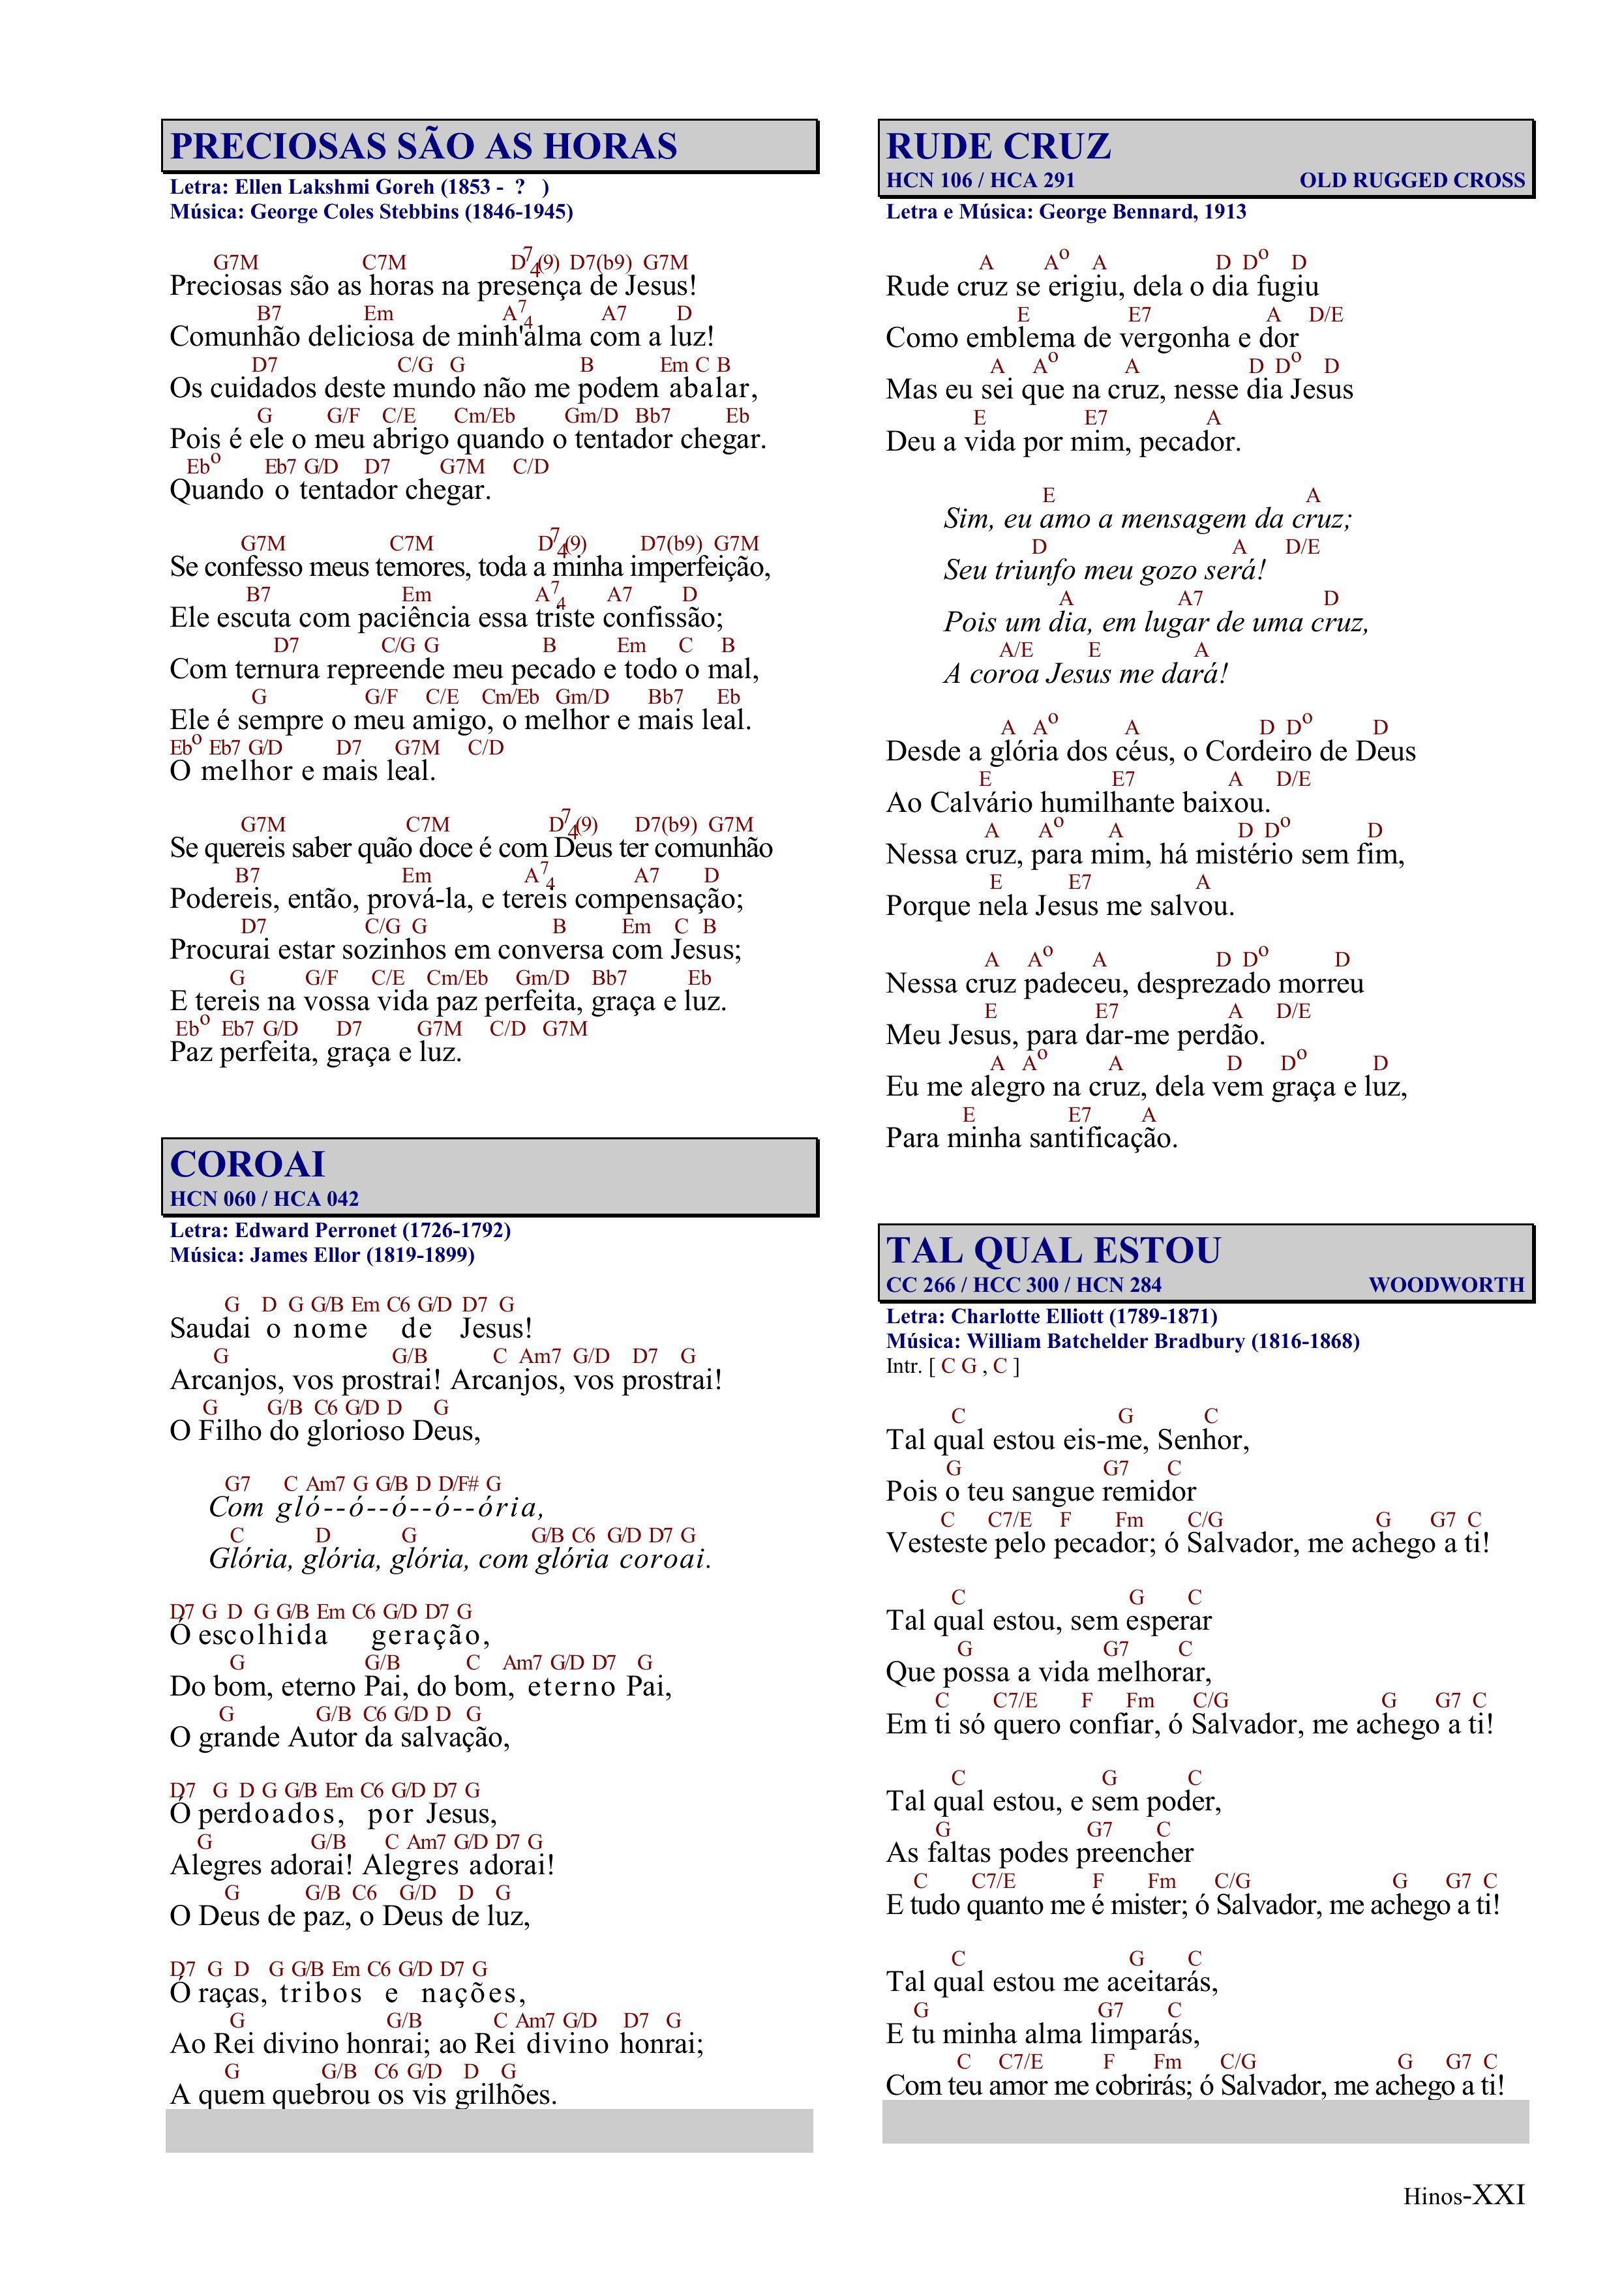 PRECIOSAS SÃO AS HORAS
Letra: Ellen Lakshmi Goreh (1853 - ? )
Música: George Coles Stebbins (1846-1945)
G7M C7M D7/4(9) D7(b9) G7M
Preciosas são as horas na presença de Jesus!
B7 Em A7/4 A7 D
Comunhão deliciosa de minh'alma com a luz!
D7 C/G G B Em C B
Os cuidados deste mundo não me podem abalar,
G G/F C/E Cm/Eb Gm/D Bb7 Eb
Pois é ele o meu abrigo quando o tentador chegar.
Ebº Eb7 G/D D7 G7M C/D
Quando o tentador chegar.
G7M C7M D7/4(9) D7(b9) G7M
Se confesso meus temores, toda a minha imperfeição,
B7 Em A7/4 A7 D
Ele escuta com paciência essa triste confissão;
D7 C/G G B Em C B
Com ternura repreende meu pecado e todo o mal,
G G/F C/E Cm/Eb Gm/D Bb7 Eb
Ele é sempre o meu amigo, o melhor e mais leal.
Ebº Eb7 G/D D7 G7M C/D
O melhor e mais leal.
G7M C7M D7/4(9) D7(b9) G7M
Se quereis saber quão doce é com Deus ter comunhão
B7 Em A7/4 A7 D
Podereis, então, prová-la, e tereis compensação;
D7 C/G G B Em C B
Procurai estar sozinhos em conversa com Jesus;
G G/F C/E Cm/Eb Gm/D Bb7 Eb
E tereis na vossa vida paz perfeita, graça e luz.
Ebº Eb7 G/D D7 G7M C/D G7M
Paz perfeita, graça e luz.
COROAI
HCN 060 / HCA 042
Letra: Edward Perronet (1726-1792)
Música: James Ellor (1819-1899)
G D G G/B Em C6 G/D D7 G
Saudai o nome de Jesus!
G G/B C Am7 G/D D7 G
Arcanjos, vos prostrai! Arcanjos, vos prostrai!
G G/B C6 G/D D G
O Filho do glorioso Deus,
G7 C Am7 G G/B D D/F# G
Com gló--ó--ó--ó--ória,
C D G G/B C6 G/D D7 G
Glória, glória, glória, com glória coroai.
D7 G D G G/B Em C6 G/D D7 G
Ó escolhida geração,
G G/B C Am7 G/D D7 G
Do bom, eterno Pai, do bom, eterno Pai,
G G/B C6 G/D D G
O grande Autor da salvação,
D7 G D G G/B Em C6 G/D D7 G
Ó perdoados, por Jesus,
G G/B C Am7 G/D D7 G
Alegres adorai! Alegres adorai!
G G/B C6 G/D D G
O Deus de paz, o Deus de luz,
D7 G D G G/B Em C6 G/D D7 G
Ó raças, tribos e nações,
G G/B C Am7 G/D D7 G
Ao Rei divino honrai; ao Rei divino honrai;
G G/B C6 G/D D G
A quem quebrou os vis grilhões.
RUDE CRUZ
HCN 106 / HCA 291 OLD RUGGED CROSS
Letra e Música: George Bennard, 1913
A Aº A D Dº D
Rude cruz se erigiu, dela o dia fugiu
E E7 A D/E
Como emblema de vergonha e dor
A Aº A D Dº D
Mas eu sei que na cruz, nesse dia Jesus
E E7 A
Deu a vida por mim, pecador.
E A
Sim, eu amo a mensagem da cruz;
D A D/E
Seu triunfo meu gozo será!
A A7 D
Pois um dia, em lugar de uma cruz,
A/E E A
A coroa Jesus me dará!
A Aº A D Dº D
Desde a glória dos céus, o Cordeiro de Deus
E E7 A D/E
Ao Calvário humilhante baixou.
A Aº A D Dº D
Nessa cruz, para mim, há mistério sem fim,
E E7 A
Porque nela Jesus me salvou.
A Aº A D Dº D
Nessa cruz padeceu, desprezado morreu
E E7 A D/E
Meu Jesus, para dar-me perdão.
A Aº A D Dº D
Eu me alegro na cruz, dela vem graça e luz,
E E7 A
Para minha santificação.
TAL QUAL ESTOU
CC 266 / HCC 300 / HCN 284 WOODWORTH
Letra: Charlotte Elliott (1789-1871)
Música: William Batchelder Bradbury (1816-1868)
Intr. [ C G , C ]
C G C
Tal qual estou eis-me, Senhor,
G G7 C
Pois o teu sangue remidor
C C7/E F Fm C/G G G7 C
Vesteste pelo pecador; ó Salvador, me achego a ti!
C G C
Tal qual estou, sem esperar
G G7 C
Que possa a vida melhorar,
C C7/E F Fm C/G G G7 C
Em ti só quero confiar, ó Salvador, me achego a ti!
C G C
Tal qual estou, e sem poder,
G G7 C
As faltas podes preencher
C C7/E F Fm C/G G G7 C
E tudo quanto me é mister; ó Salvador, me achego a ti!
C G C
Tal qual estou me aceitarás,
G G7 C
E tu minha alma limparás,
C C7/E F Fm C/G G G7 C
Com teu amor me cobrirás; ó Salvador, me achego a ti!
Hinos-XXI